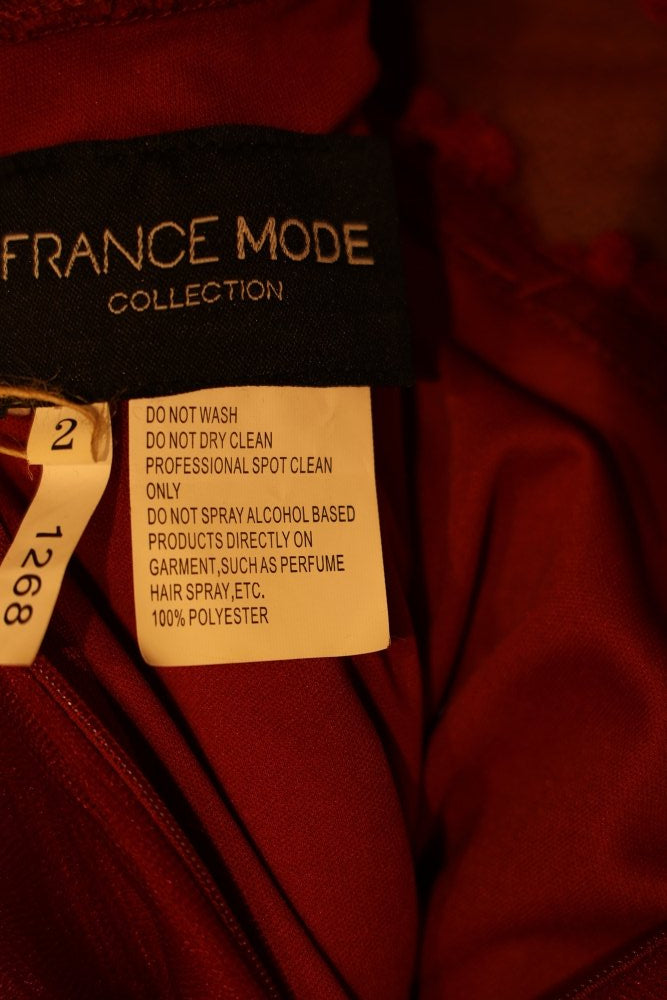 FRANCE MODE
COLLECTION
2
1268
DO NOT WASH
DO NOT DRY CLEAN
PROFESSIONAL SPOT CLEAN
ONLY
DO NOT SPRAY ALCOHOL BASED
PRODUCTS DIRECTLY ON
GARMENT,SUCH AS PERFUME
HAIR SPRAY,ETC.
100% POLYESTER